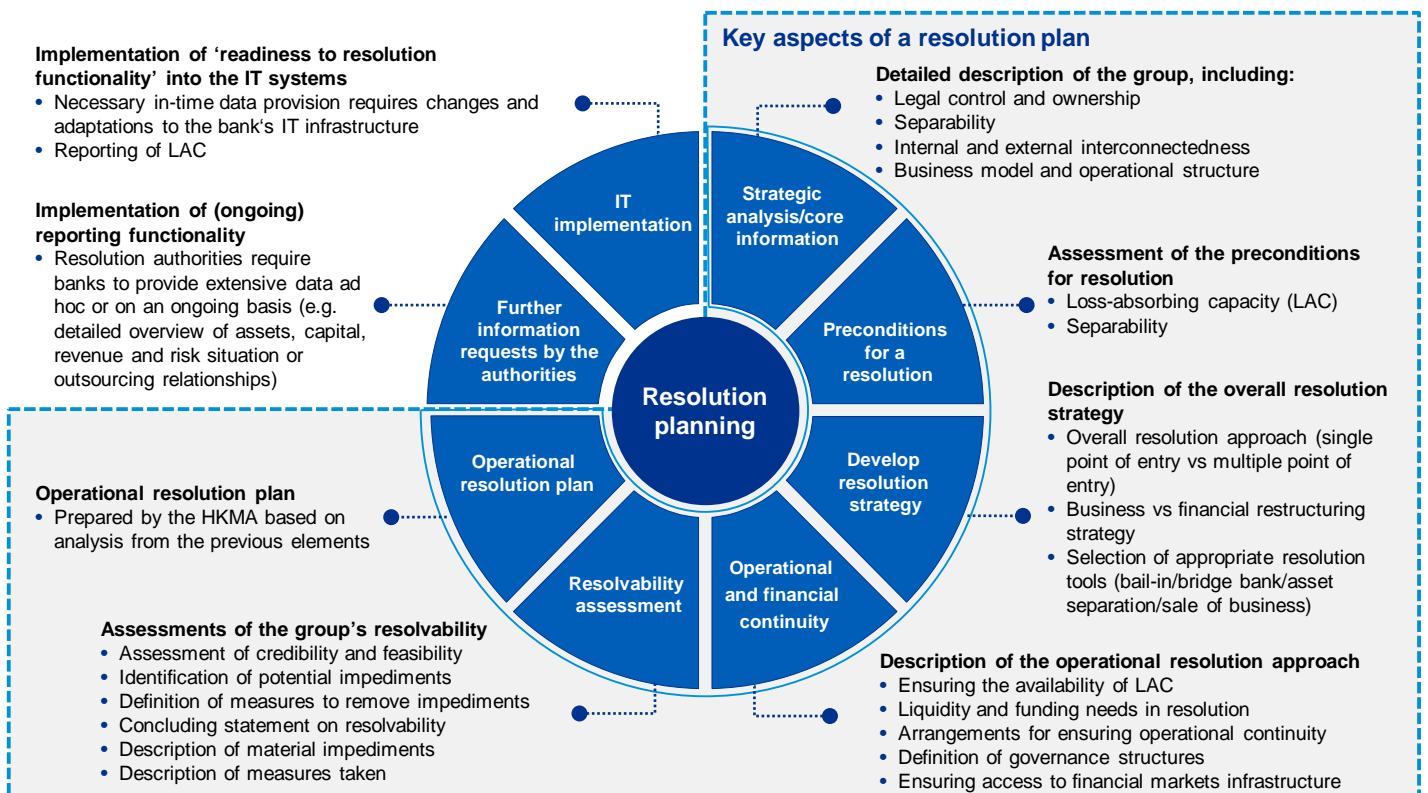 Key aspects of a resolution plan
Implementation of ‘readiness to resolution
functionality’ into the IT systems
• Necessary in-time data provision requires changes and
adaptations to the bank‘s IT infrastructure
• Reporting of LAC
Implementation of (ongoing)
reporting functionality
• Resolution authorities require
banks to provide extensive data ad
hoc or on an ongoing basis (e.g.
detailed overview of assets, capital,
revenue and risk situation or
outsourcing relationships)
Operational resolution plan
• Prepared by the HKMA based on
analysis from the previous elements
Assessments of the group’s resolvability
• Assessment of credibility and feasibility
• Identification of potential impediments
• Definition of measures to remove impediments
• Concluding statement on resolvability
• Description of material impediments
• Description of measures taken
IT
implementation
Strategic
analysis/core
information
Further
information
requests by the
authorities
Preconditions
for a
resolution
Resolution
planning
Operational
resolution plan
Develop
resolution
strategy
Resolvability
assessment
Operational
and financial
continuity
Detailed description of the group, including:
• Legal control and ownership
• Separability
• Internal and external interconnectedness
• Business model and operational structure
Assessment of the preconditions
for resolution
• Loss-absorbing capacity (LAC)
• Separability
Description of the overall resolution
strategy
• Overall resolution approach (single
point of entry vs multiple point of
entry)
• Business vs financial restructuring
strategy
• Selection of appropriate resolution
tools (bail-in/bridge bank/asset
separation/sale of business)
Description of the operational resolution approach
• Ensuring the availability of LAC
• Liquidity and funding needs in resolution
• Arrangements for ensuring operational continuity
• Definition of governance structures
• Ensuring access to financial markets infrastructure